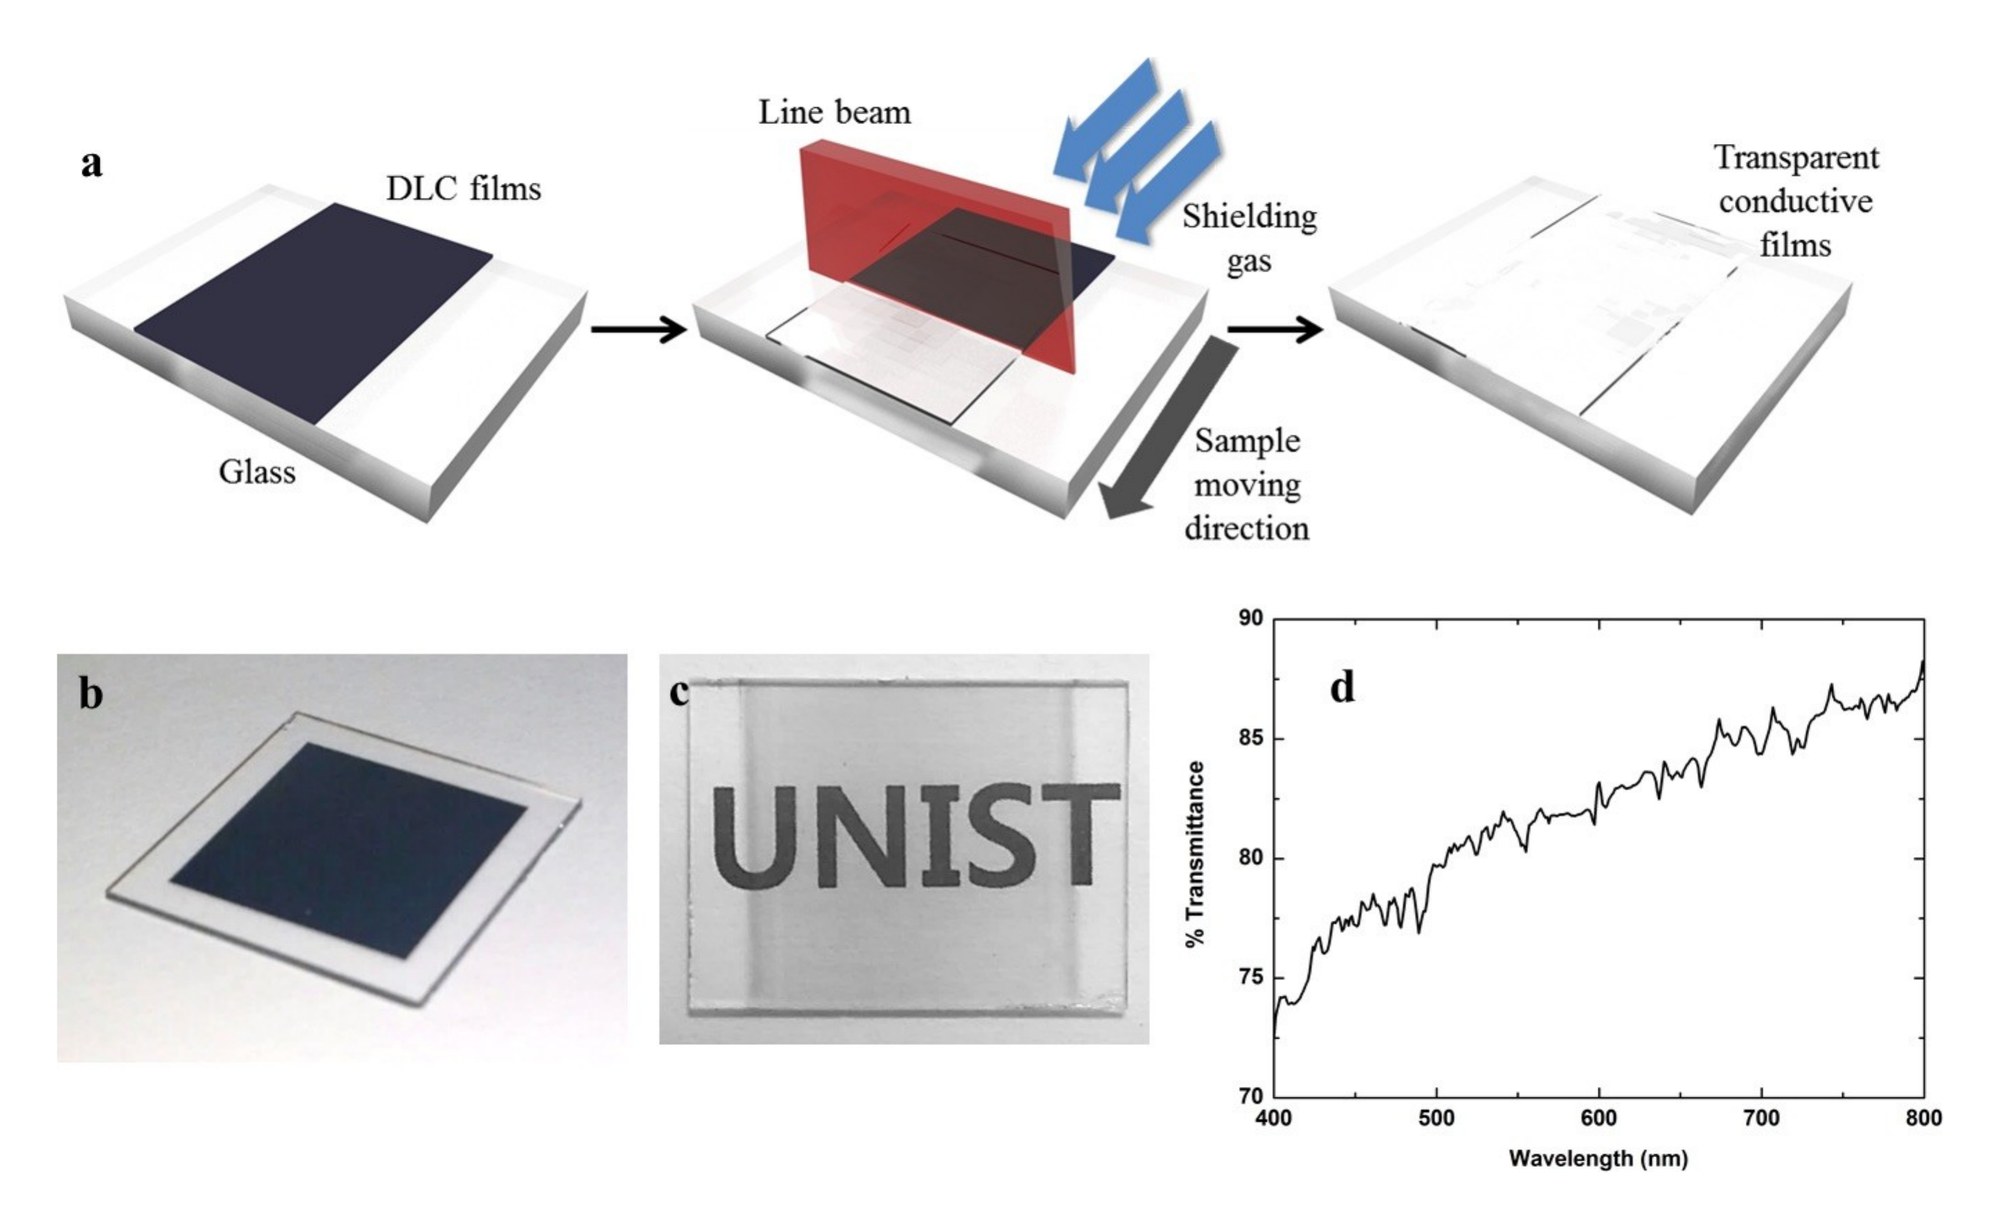 a
DLC films
Glass
Line beam
Shielding
gas
Sample
moving
direction
Transparent
conductive
films
b
c
UNIST
d
90
85
80
75
70
% Transmittance
400 500 600 700 800
Wavelength (nm)